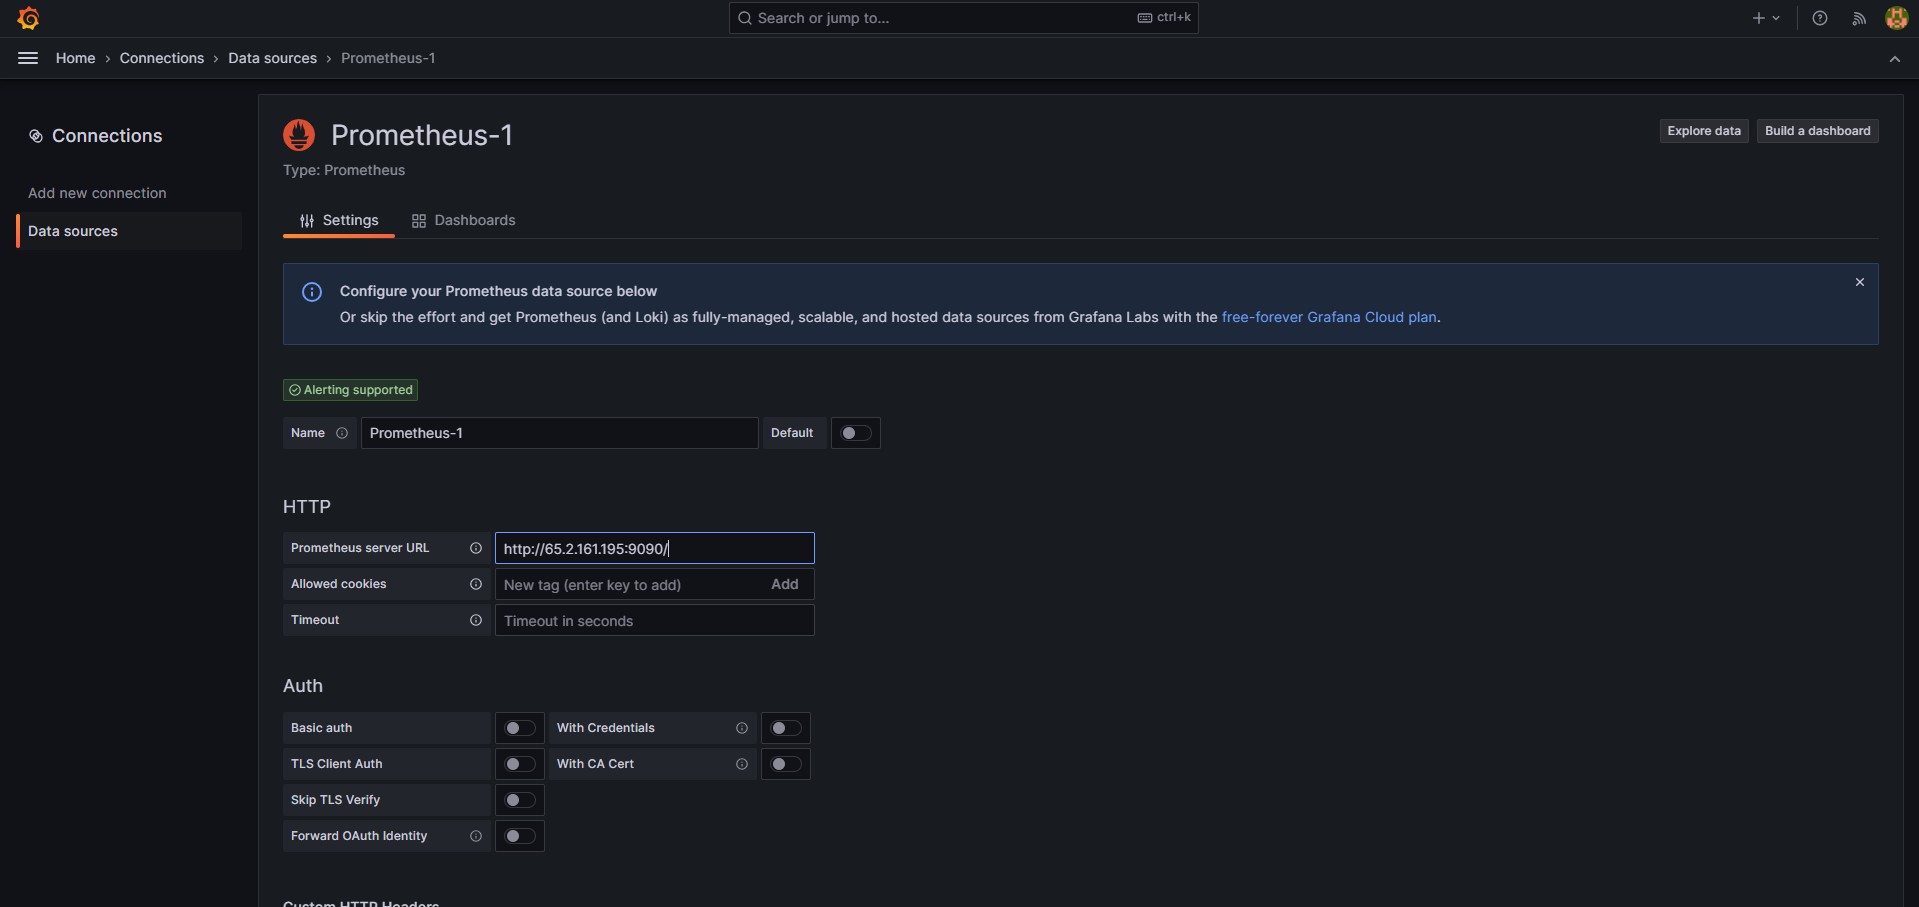 Search or jump to...
ctrl+k
Home › Connections › Data sources › Prometheus-1
Connections
Add new connection
Data sources
Prometheus-1
Type: Prometheus
Explore data
Build a dashboard
Settings
Dashboards
Configure your Prometheus data source below
Or skip the effort and get Prometheus (and Loki) as fully-managed, scalable, and hosted data sources from Grafana Labs with the free-forever Grafana Cloud plan.
Alerting supported
Name
Prometheus-1
Default
HTTP
Prometheus server URL
http://65.2.161.195:9090/
Allowed cookies
New tag (enter key to add)
Add
Timeout
Timeout in seconds
Auth
Basic auth
With Credentials
TLS Client Auth
With CA Cert
Skip TLS Verify
Forward OAuth Identity
Custom HTTP Headers